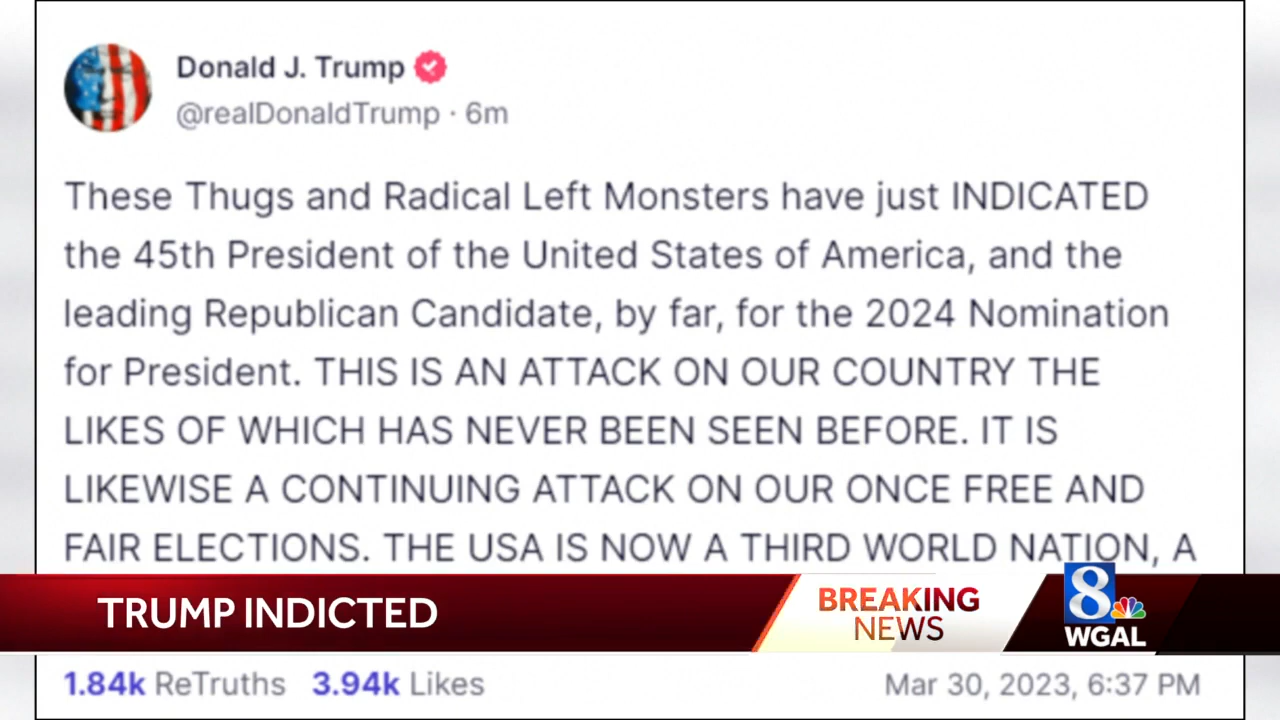 Donald J. Trump
@realDonaldTrump · 6m
These Thugs and Radical Left Monsters have just INDICATED
the 45th President of the United States of America, and the
leading Republican Candidate, by far, for the 2024 Nomination
for President. THIS IS AN ATTACK ON OUR COUNTRY THE
LIKES OF WHICH HAS NEVER BEEN SEEN BEFORE. IT IS
LIKEWISE A CONTINUING ATTACK ON OUR ONCE FREE AND
FAIR ELECTIONS. THE USA IS NOW A THIRD WORLD NATION, A
TRUMP INDICTED
BREAKING
NEWS
8
WGAL
1.84k ReTruths 3.94k Likes
Mar 30, 2023, 6:37 PM